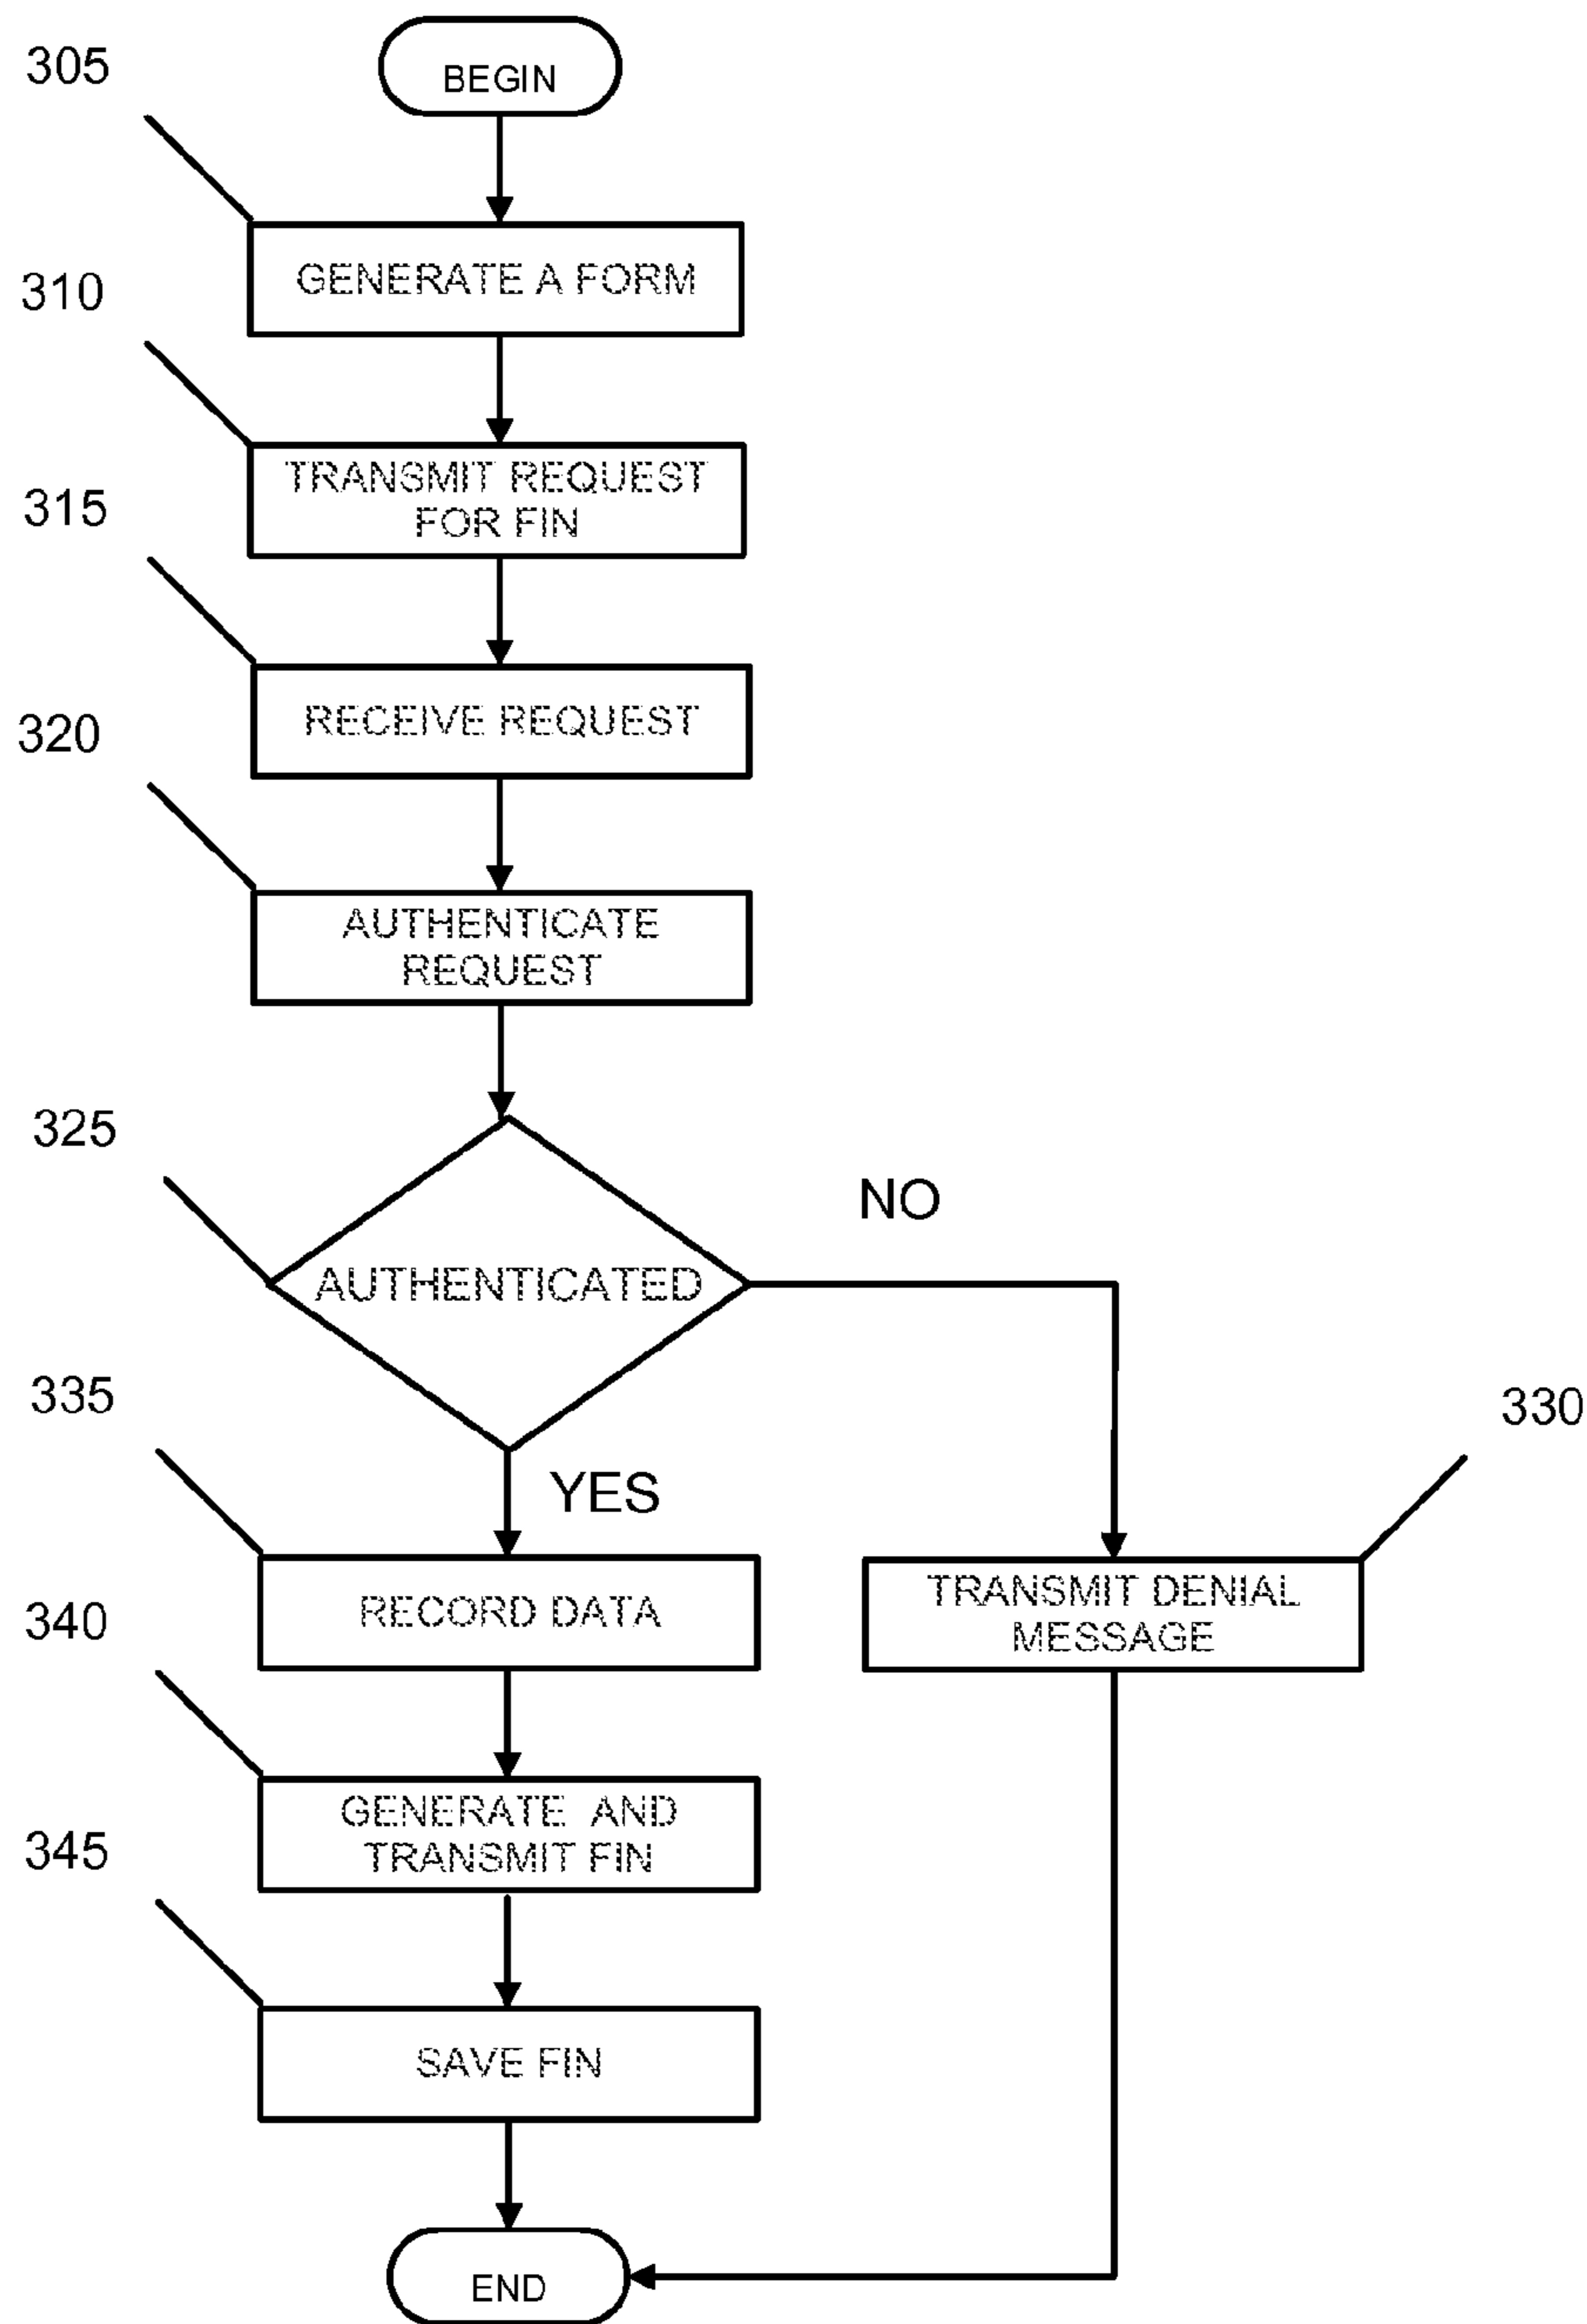 305
BEGIN
GENERATE A FORM
310
TRANSMIT REQUEST
FOR FIN
315
RECEIVE REQUEST
320
AUTHENTICATE
REQUEST
325
NO
AUTHENTICATED
335
330
YES
RECORD DATA
TRANSMIT DENIAL
MESSAGE
340
GENERATE AND
TRANSMIT FIN
345
SAVE FIN
END